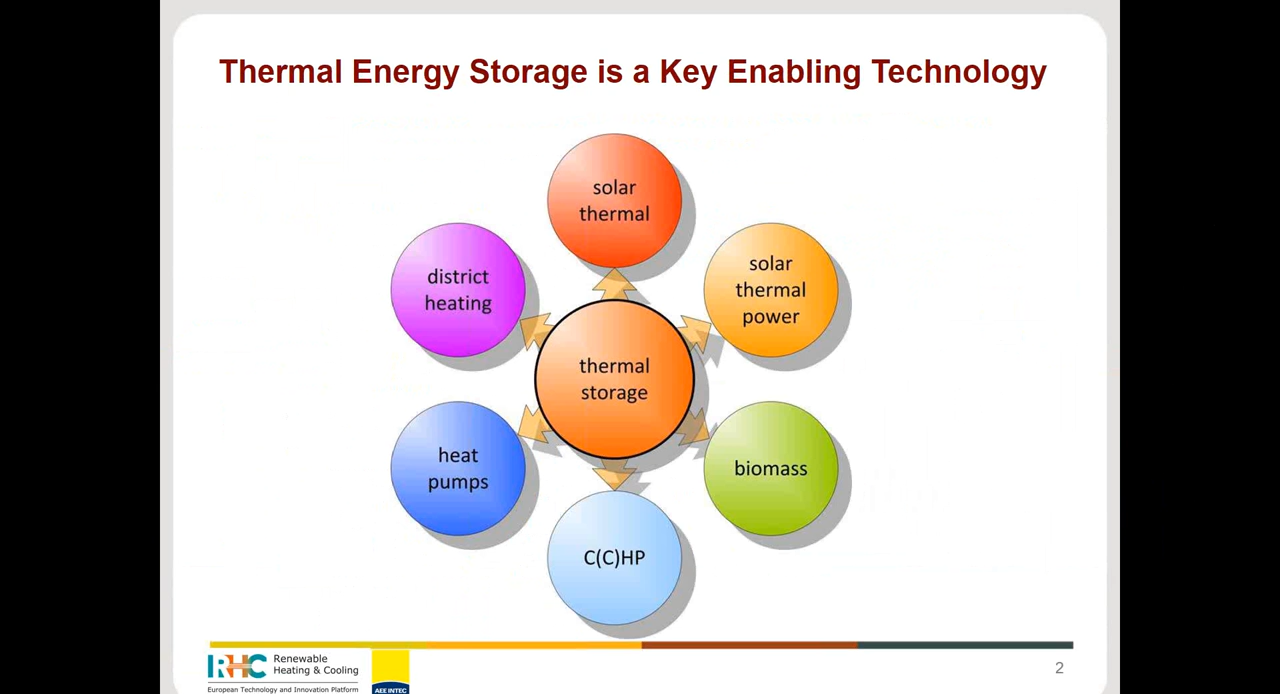 Thermal Energy Storage is a Key Enabling Technology
solar
thermal
solar
thermal
power
district
heating
thermal
storage
heat
pumps
biomass
C(C)HP
RHC
Renewable
Heating & Cooling
European Technology and Innovation Platform
AEE INTEC
2